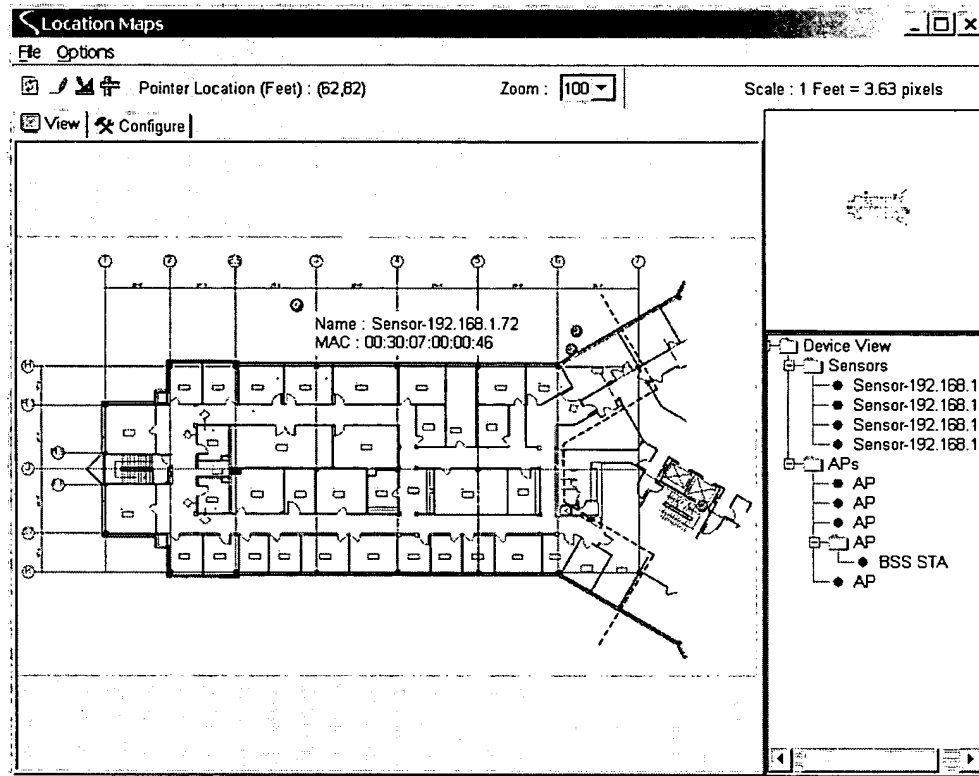 Location Maps
File Options
Pointer Location (Feet) : (62,82)
Zoom : 100
Scale : 1 Feet = 3.63 pixels
View
Configure
Name : Sensor-192.168.1.72
MAC : 00:30:07:00:00:46
Device View
Sensors
Sensor-192.168.1
Sensor-192.168.1
Sensor-192.168.1
Sensor-192.168.1
APs
AP
AP
AP
AP
BSS STA
AP